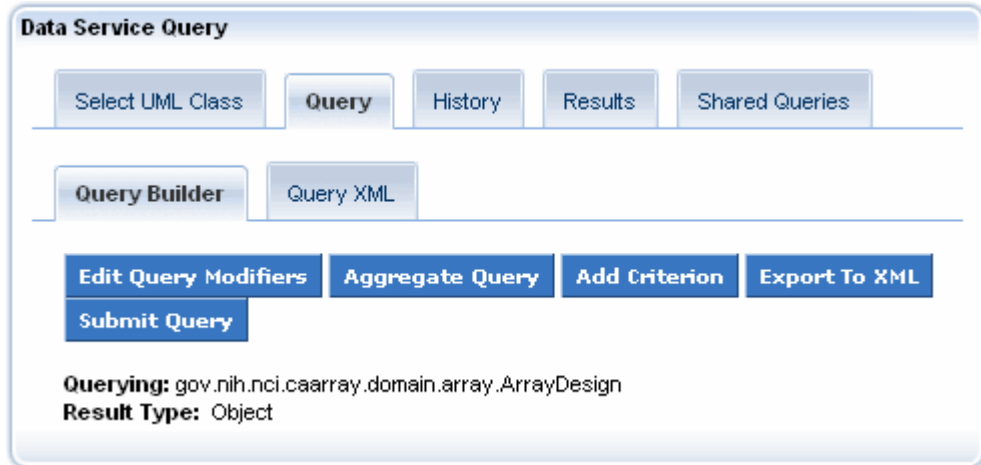 Data Service Query
Select UML Class Query History Results Shared Queries
Query Builder Query XML
Edit Query Modifiers Aggregate Query Add Criterion Export To XML
Submit Query
Querying: gov.nih.nci.caarray.domain.array.ArrayDesign
Result Type: Object